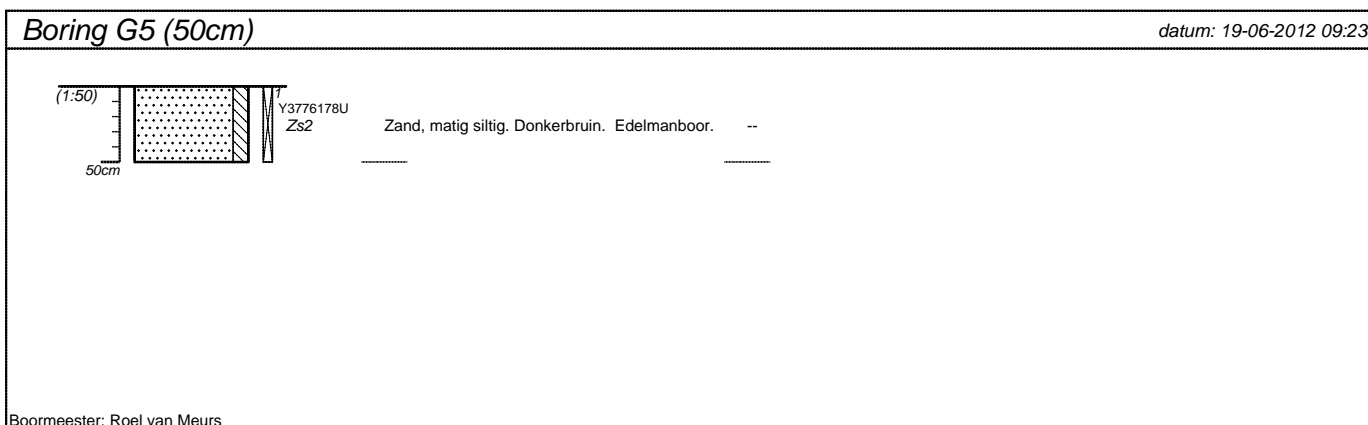 Boring G5 (50cm)
datum: 19-06-2012 09:23
(1:50)
1
Y3776178U
Zs2
Zand, matig siltig. Donkerbruin. Edelmanboor.
--
50cm
Boormeester: Roel van Meurs